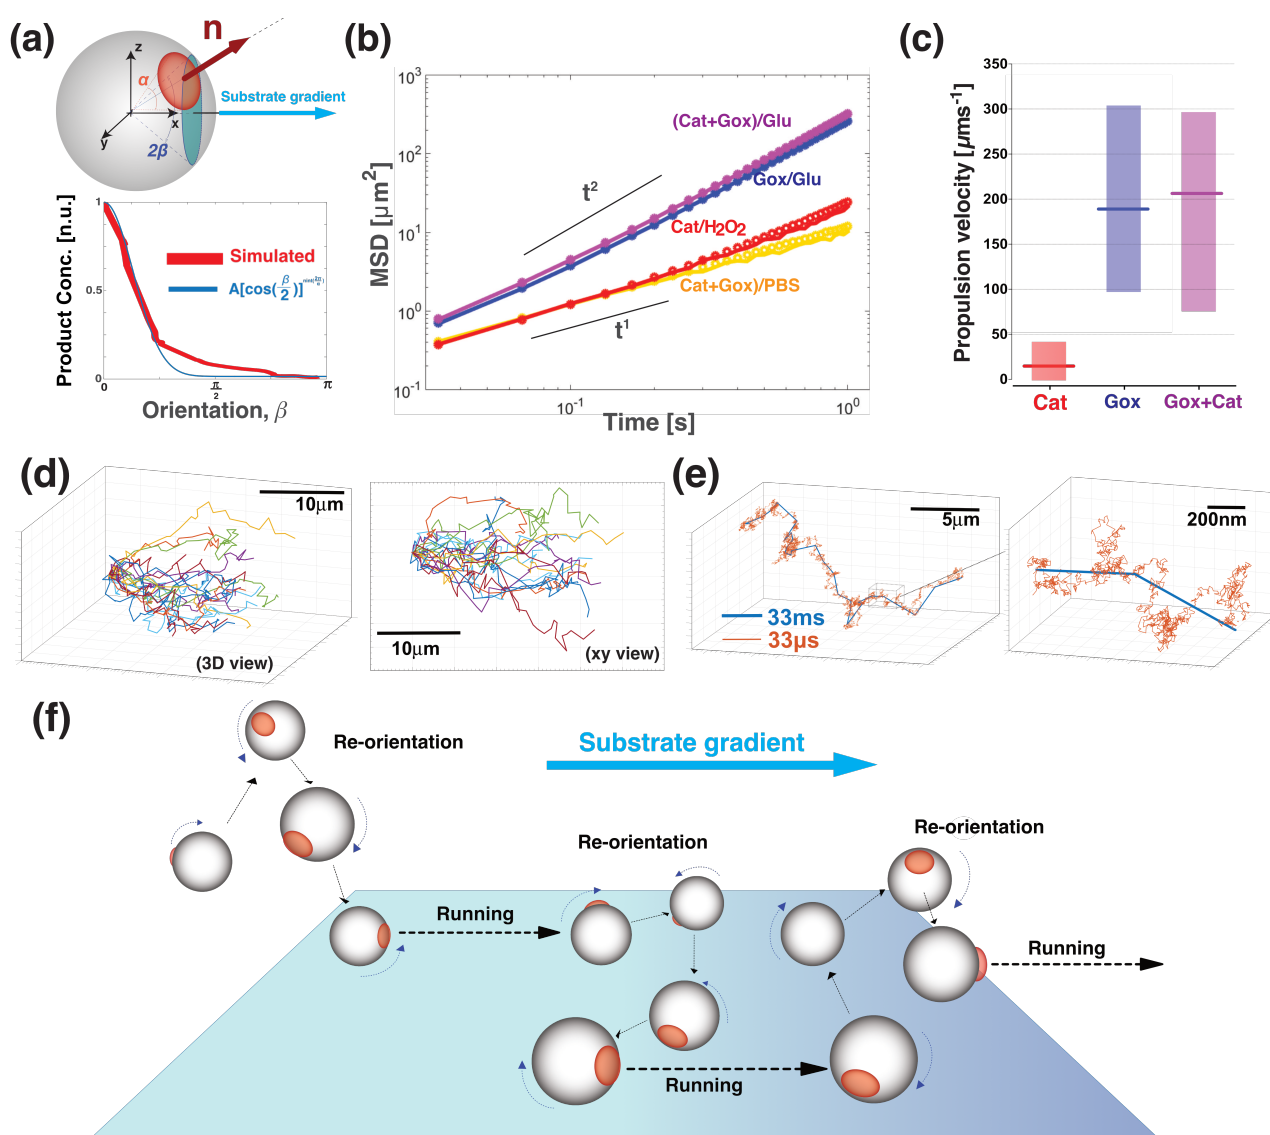 (a)
n
z
α
x
y
2β
Substrate gradient
Product Conc. [n.u.]
1
0.5
0
Simulated
A[cos(β/2)]
0
π/2
π
Orientation, β
(b)
MSD [μm²]
10³
10²
10¹
10⁰
10⁻¹
(Cat+Gox)/Glu
t²
Gox/Glu
Cat/H₂O₂
Cat+Gox)/PBS
t¹
10⁻¹
10⁰
Time [s]
(c)
Propulsion velocity [μms⁻¹]
350
300
250
200
150
100
50
0
Cat
Gox
Gox+Cat
(d)
10μm
(3D view)
10μm
(xy view)
(e)
5μm
33ms
33μs
200nm
(f)
Re-orientation
Substrate gradient
Re-orientation
Re-orientation
Running
Running
Running